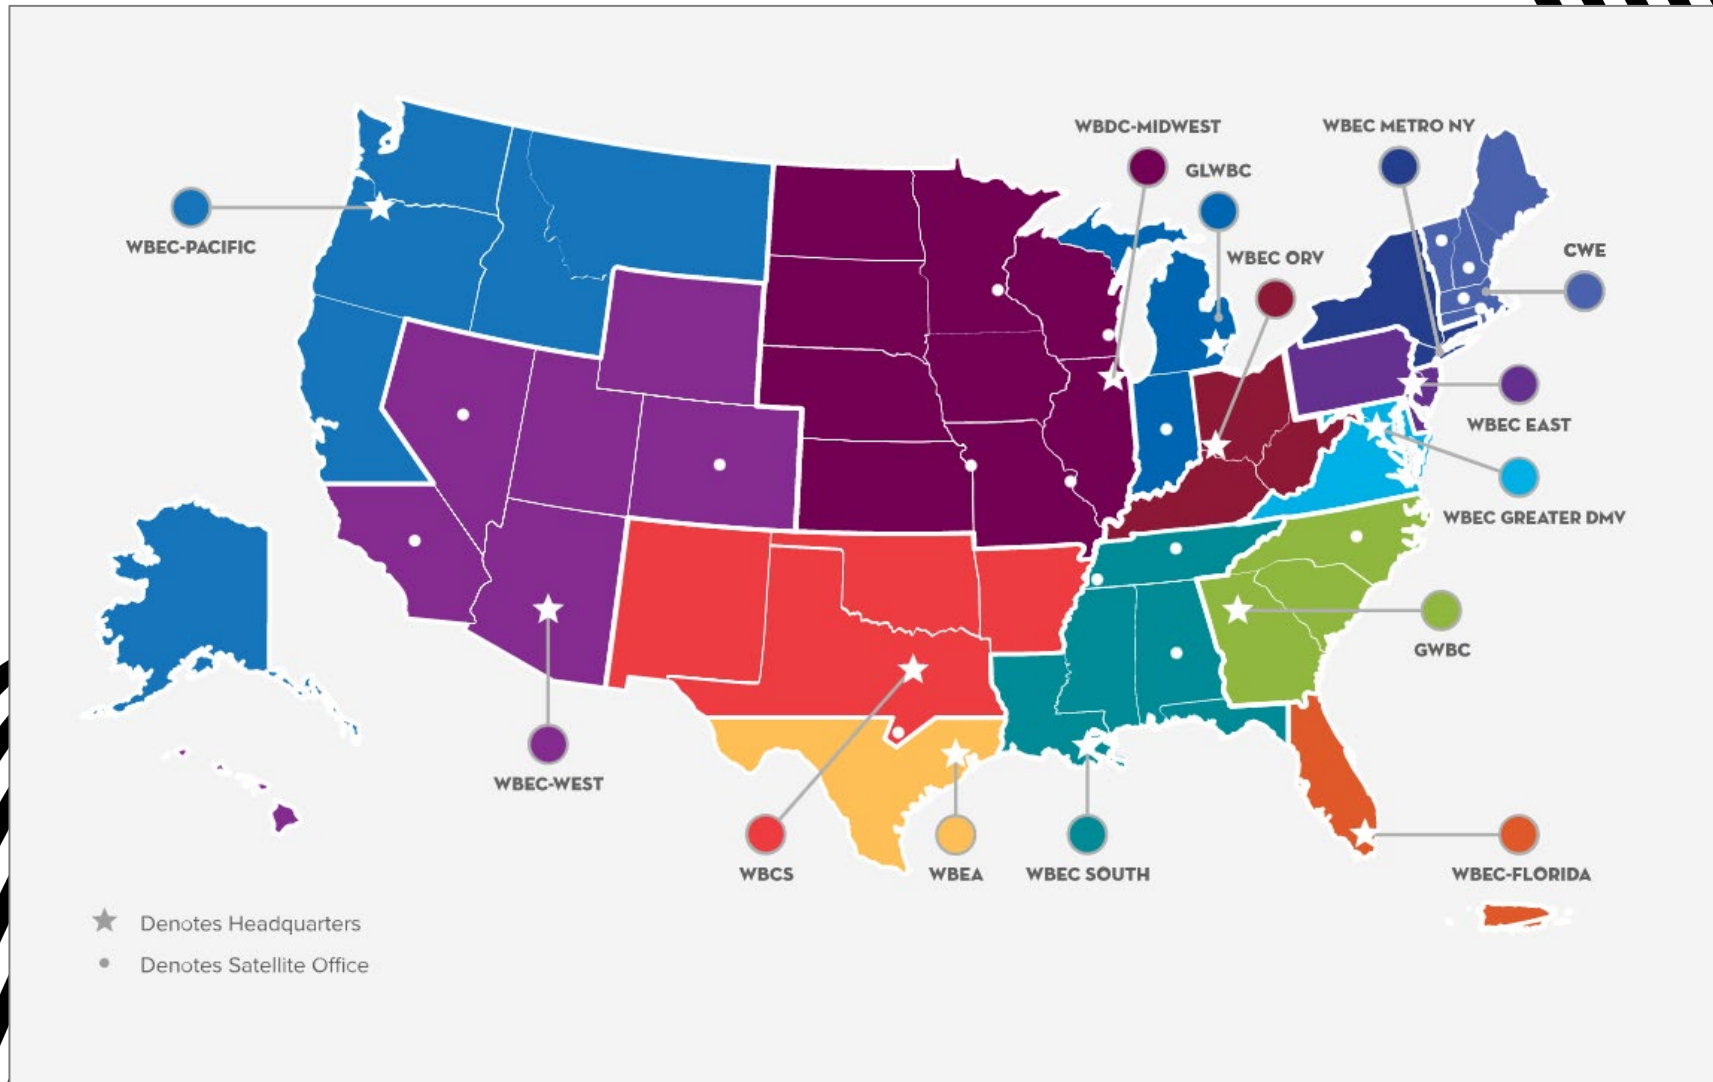 WBDC-MIDWEST
WBEC METRO NY
GLWBC
WBEC-PACIFIC
WBEC ORV
CWE
WBEC EAST
WBEC GREATER DMV
GWBC
WBEC-WEST
WBCS
WBEA
WBEC SOUTH
WBEC-FLORIDA
Denotes Headquarters
Denotes Satellite Office